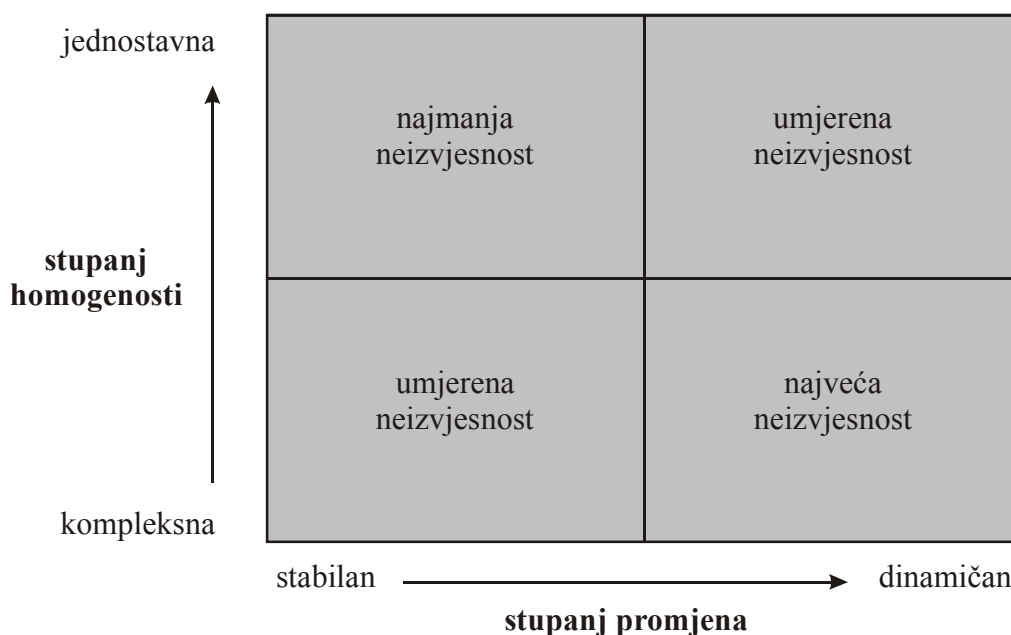 jednostavna
najmanja
neizvjesnost
umjerena
neizvjesnost
stupanj
homogenosti
umjerena
neizvjesnost
najveća
neizvjesnost
kompleksna
stabilan
dinamičan
stupanj promjena